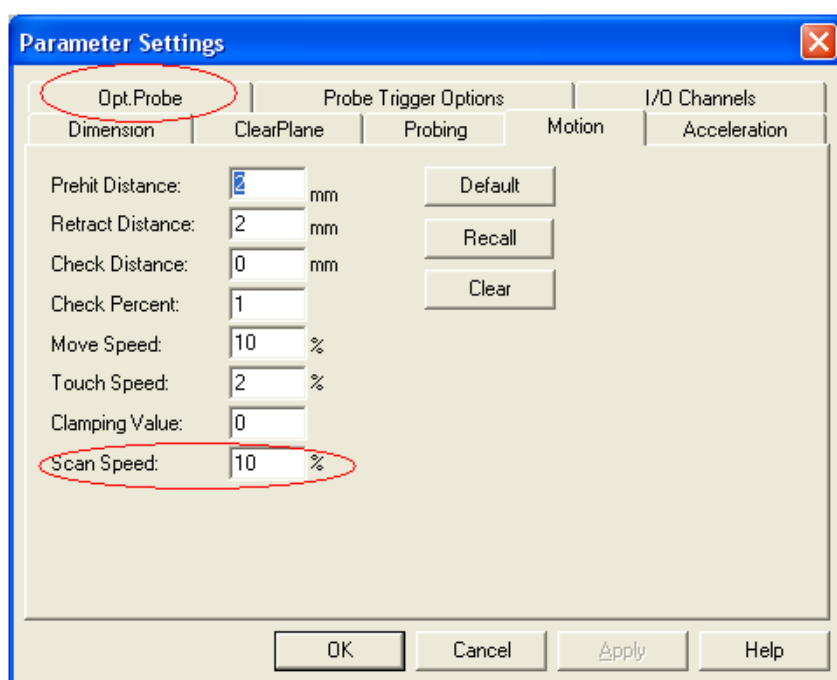 Parameter Settings
Opt.Probe Probe Trigger Options I/O Channels
Dimension ClearPlane Probing Motion Acceleration
Prehit Distance: 2 mm Default
Retract Distance: 2 mm Recall
Check Distance: 0 mm Clear
Check Percent: 1
Move Speed: 10 %
Touch Speed: 2 %
Clamping Value: 0
Scan Speed: 10 %
OK Cancel Apply Help